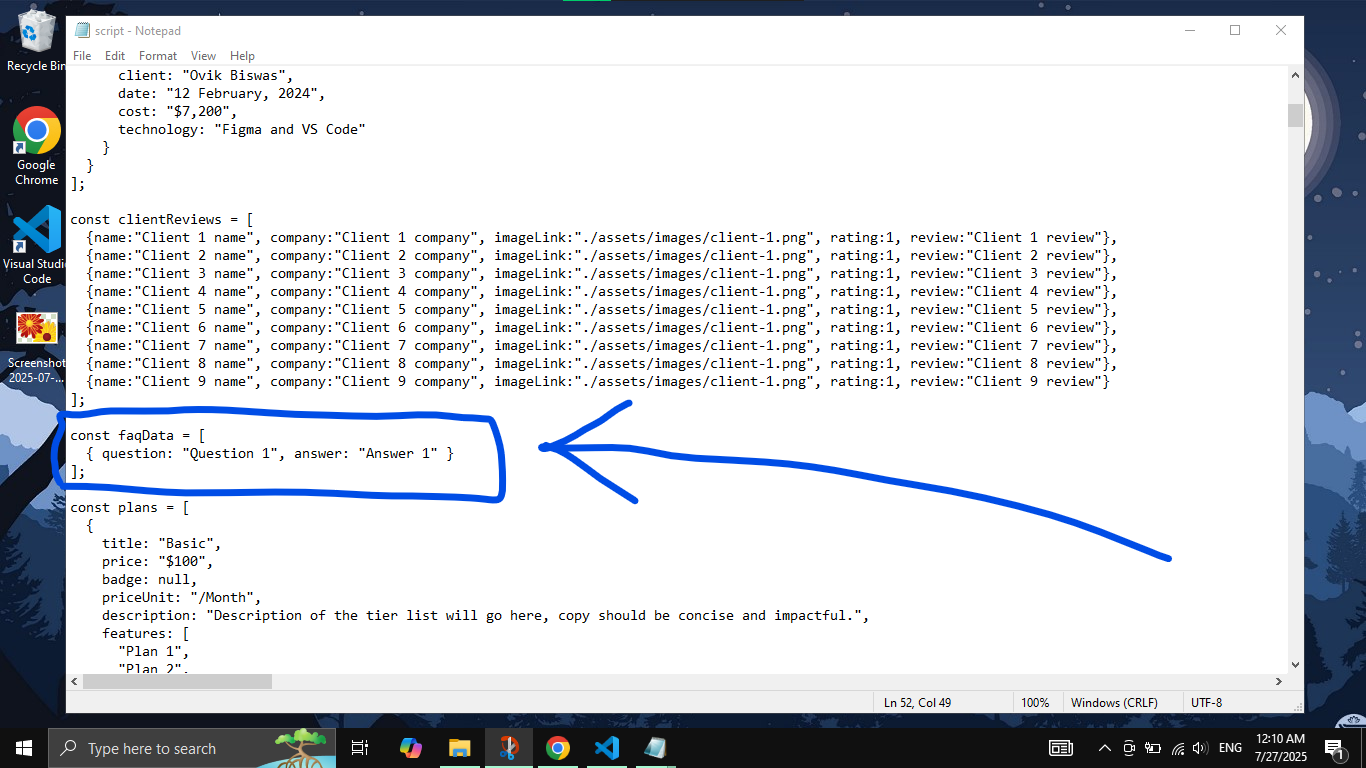 Recycle Bin
Google
Chrome
Visual Studi
Code
Screenshot
2025-07-...
script - Notepad
File Edit Format View Help
      client: "Ovik Biswas",
      date: "12 February, 2024",
      cost: "$7,200",
      technology: "Figma and VS Code"
    }
  }
];
const clientReviews = [
  {name:"Client 1 name", company:"Client 1 company", imageLink:"./assets/images/client-1.png", rating:1, review:"Client 1 review"},
  {name:"Client 2 name", company:"Client 2 company", imageLink:"./assets/images/client-1.png", rating:1, review:"Client 2 review"},
  {name:"Client 3 name", company:"Client 3 company", imageLink:"./assets/images/client-1.png", rating:1, review:"Client 3 review"},
  {name:"Client 4 name", company:"Client 4 company", imageLink:"./assets/images/client-1.png", rating:1, review:"Client 4 review"},
  {name:"Client 5 name", company:"Client 5 company", imageLink:"./assets/images/client-1.png", rating:1, review:"Client 5 review"},
  {name:"Client 6 name", company:"Client 6 company", imageLink:"./assets/images/client-1.png", rating:1, review:"Client 6 review"},
  {name:"Client 7 name", company:"Client 7 company", imageLink:"./assets/images/client-1.png", rating:1, review:"Client 7 review"},
  {name:"Client 8 name", company:"Client 8 company", imageLink:"./assets/images/client-1.png", rating:1, review:"Client 8 review"},
  {name:"Client 9 name", company:"Client 9 company", imageLink:"./assets/images/client-1.png", rating:1, review:"Client 9 review"}
];
const faqData = [
  { question: "Question 1", answer: "Answer 1" }
];
const plans = [
  {
    title: "Basic",
    price: "$100",
    badge: null,
    priceUnit: "/Month",
    description: "Description of the tier list will go here, copy should be concise and impactful.",
    features: [
      "Plan 1",
      "Plan 2",
Ln 52, Col 49 100% Windows (CRLF) UTF-8
Type here to search
ENG
12:10 AM
7/27/2025
1